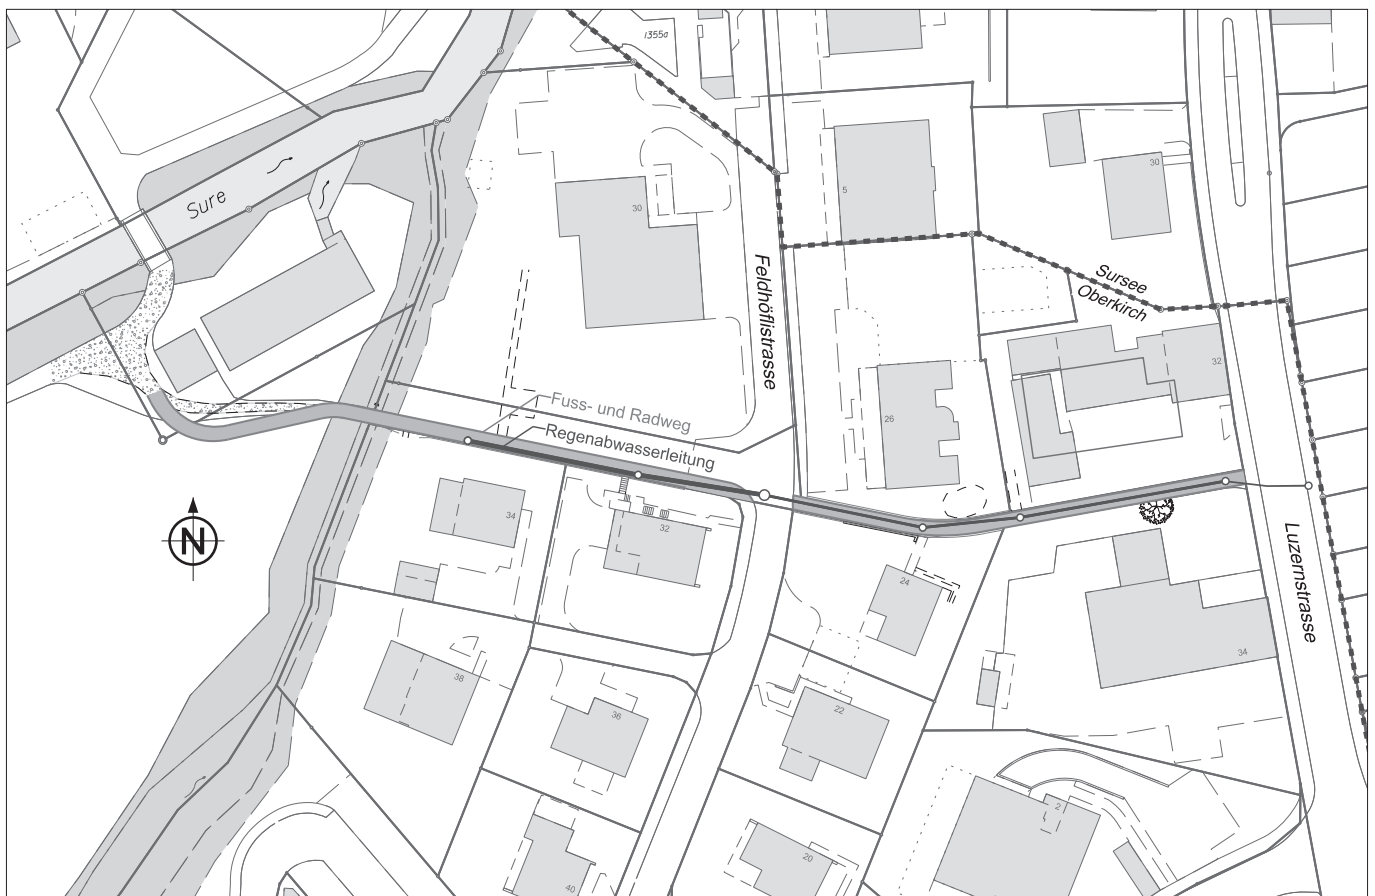 1355a
30
Sure
5
30
Feldhöflistrasse
Sursee
Oberkirch
32
Fuss- und Radweg
Regenabwasserleitung
26
34
32
N
24
Luzernstrasse
34
38
36
22
2
20
40